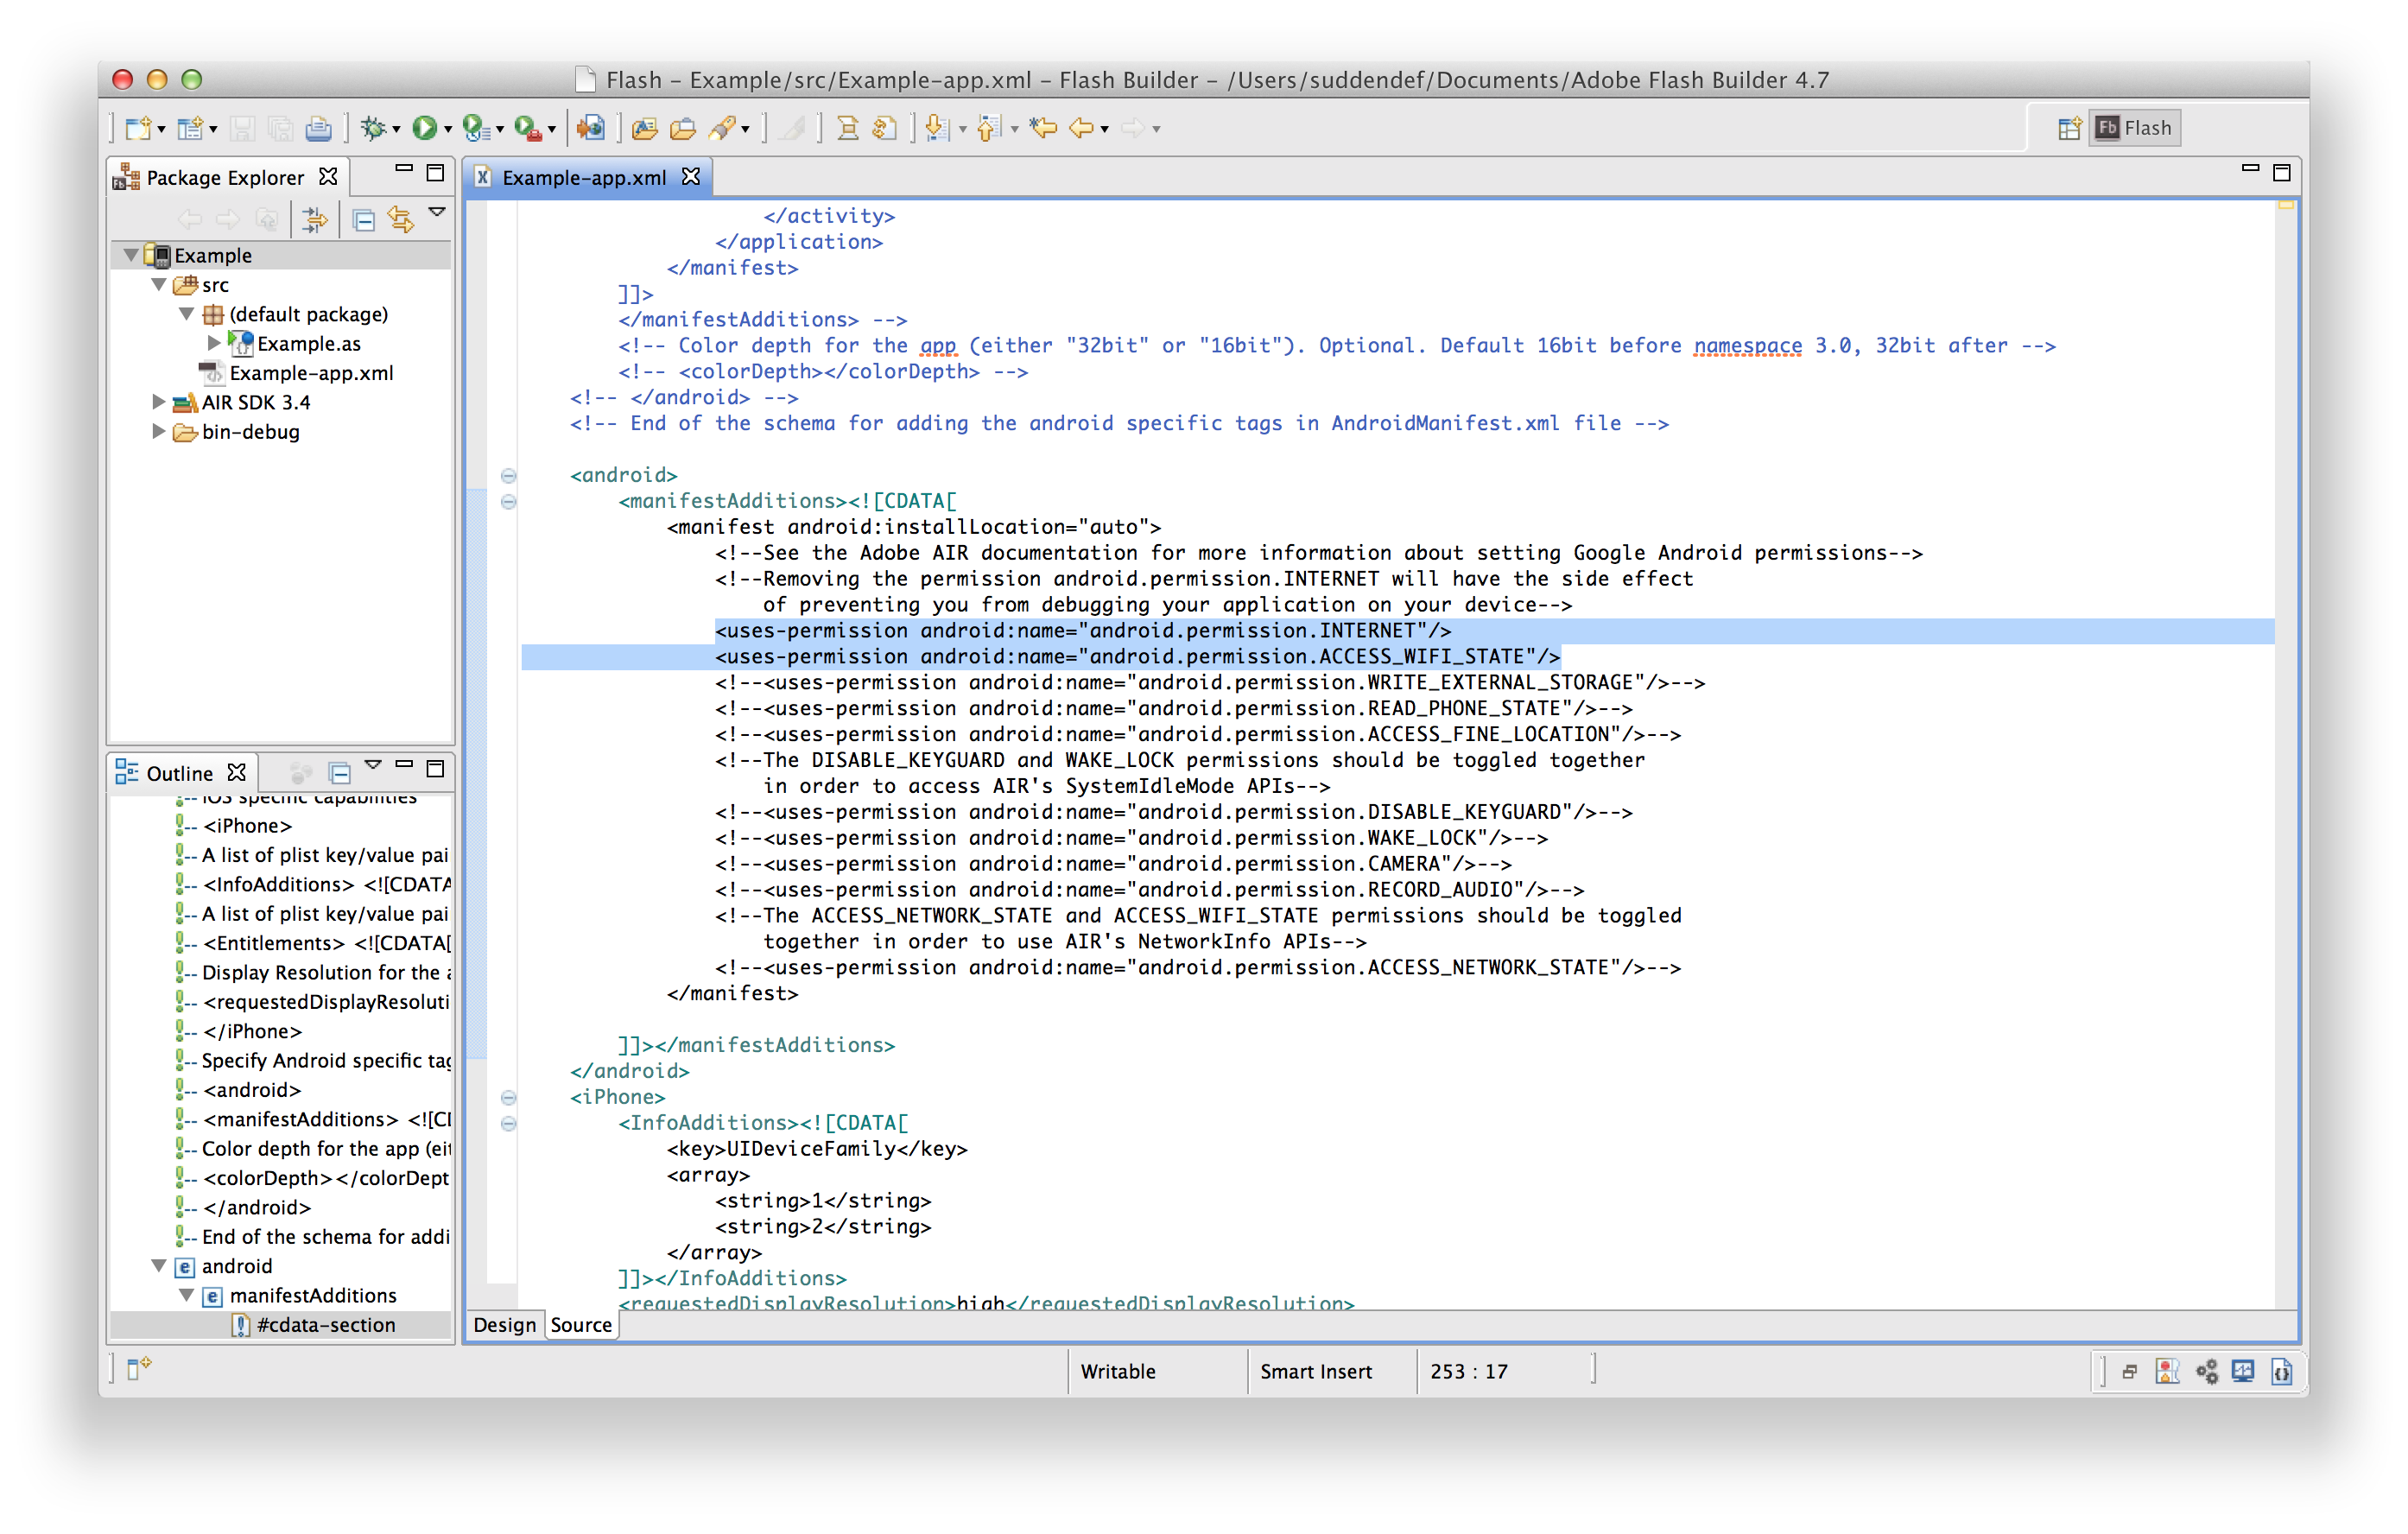 Flash – Example/src/Example-app.xml – Flash Builder – /Users/suddendef/Documents/Adobe Flash Builder 4.7
Fb Flash
Package Explorer
Example
src
(default package)
Example.as
Example-app.xml
AIR SDK 3.4
bin-debug
Outline
iOS specific capabilities
<iPhone>
A list of plist key/value pai
<InfoAdditions> <![CDATA
A list of plist key/value pai
<Entitlements> <![CDATA[
Display Resolution for the a
<requestedDisplayResoluti
</iPhone>
Specify Android specific tag
<android>
<manifestAdditions> <![CI
Color depth for the app (eit
<colorDepth></colorDept
</android>
End of the schema for addi
android
manifestAdditions
#cdata-section
Example-app.xml
</activity>
</application>
</manifest>
]]>
</manifestAdditions> -->
<!-- Color depth for the app (either "32bit" or "16bit"). Optional. Default 16bit before namespace 3.0, 32bit after -->
<!-- <colorDepth></colorDepth> -->
<!-- </android> -->
<!-- End of the schema for adding the android specific tags in AndroidManifest.xml file -->
<android>
<manifestAdditions><![CDATA[
<manifest android:installLocation="auto">
<!--See the Adobe AIR documentation for more information about setting Google Android permissions-->
<!--Removing the permission android.permission.INTERNET will have the side effect
of preventing you from debugging your application on your device-->
<uses-permission android:name="android.permission.INTERNET"/>
<uses-permission android:name="android.permission.ACCESS_WIFI_STATE"/>
<!--<uses-permission android:name="android.permission.WRITE_EXTERNAL_STORAGE"/>-->
<!--<uses-permission android:name="android.permission.READ_PHONE_STATE"/>-->
<!--<uses-permission android:name="android.permission.ACCESS_FINE_LOCATION"/>-->
<!--The DISABLE_KEYGUARD and WAKE_LOCK permissions should be toggled together
in order to access AIR's SystemIdleMode APIs-->
<!--<uses-permission android:name="android.permission.DISABLE_KEYGUARD"/>-->
<!--<uses-permission android:name="android.permission.WAKE_LOCK"/>-->
<!--<uses-permission android:name="android.permission.CAMERA"/>-->
<!--<uses-permission android:name="android.permission.RECORD_AUDIO"/>-->
<!--The ACCESS_NETWORK_STATE and ACCESS_WIFI_STATE permissions should be toggled
together in order to use AIR's NetworkInfo APIs-->
<!--<uses-permission android:name="android.permission.ACCESS_NETWORK_STATE"/>-->
</manifest>
]]></manifestAdditions>
</android>
<iPhone>
<InfoAdditions><![CDATA[
<key>UIDeviceFamily</key>
<array>
<string>1</string>
<string>2</string>
</array>
]]></InfoAdditions>
<requestedDisplayResolution>high</requestedDisplayResolution>
Design Source
Writable Smart Insert 253 : 17